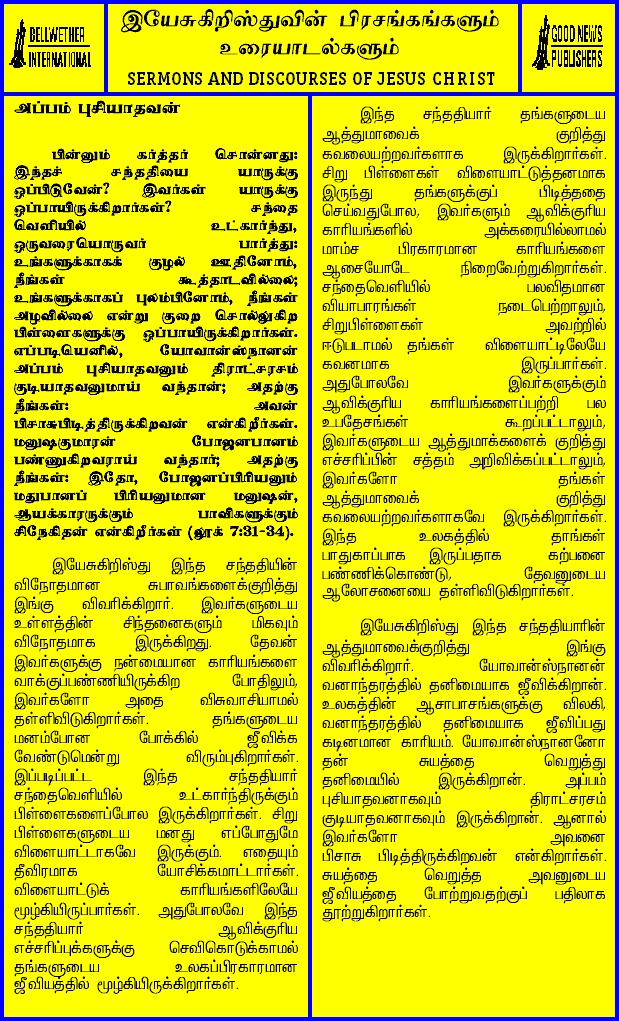 BELLWETHER
INTERNATIONAL
இயேசுகிறிஸ்துவின் பிரசங்கங்களும்
உரையாடல்களும்
SERMONS AND DISCOURSES OF JESUS CHRIST
GOOD NEWS
PUBLISHERS
அப்பம் புசியாதவன்
பின்னும் கர்த்தர் சொன்னது:
இந்தச் சந்ததியை யாருக்கு
ஒப்பிடுவேன்? இவர்கள் யாருக்கு
ஒப்பாயிருக்கிறார்கள்? சந்தை
வெளியில் உட்கார்ந்து,
ஒருவரையொருவர் பார்த்து:
உங்களுக்காகக் குழல் ஊதினோம்,
நீங்கள் கூத்தாடவில்லை;
உங்களுக்காகப் புலம்பினோம், நீங்கள்
அழவில்லை என்று குறை சொல்லுகிற
பிள்ளைகளுக்கு ஒப்பாயிருக்கிறார்கள்.
எப்படியெனில், யோவான்ஸ்நானன்
அப்பம் புசியாதவனும் திராட்சரசம்
குடியாதவனுமாய் வந்தான்; அதற்கு
நீங்கள்: அவன்
பிசாசுபிடித்திருக்கிறவன் என்கிறீர்கள்.
மனுஷகுமாரன் போஜனபானம்
பண்ணுகிறவராய் வந்தார்; அதற்கு
நீங்கள்: இதோ, போஜனப்பிரியனும்
மதுபானப் பிரியனுமான மனுஷன்,
ஆயக்காரருக்கும் பாவிகளுக்கும்
சிநேகிதன் என்கிறீர்கள் (லூக் 7:31-34).
இயேசுகிறிஸ்து இந்த சந்ததியின்
விநோதமான சுபாவங்களைக்குறித்து
இங்கு விவரிக்கிறார். இவர்களுடைய
உள்ளத்தின் சிந்தனைகளும் மிகவும்
விநோதமாக இருக்கிறது. தேவன்
இவர்களுக்கு நன்மையான காரியங்களை
வாக்குப்பண்ணியிருக்கிற போதிலும்,
இவர்களோ அதை விசுவாசியாமல்
தள்ளிவிடுகிறார்கள். தங்களுடைய
மனம்போன போக்கில் ஜீவிக்க
வேண்டுமென்று விரும்புகிறார்கள்.
இப்படிப்பட்ட இந்த சந்ததியார்
சந்தைவெளியில் உட்கார்ந்திருக்கும்
பிள்ளைகளைப்போல இருக்கிறார்கள். சிறு
பிள்ளைகளுடைய மனது எப்போதுமே
விளையாட்டாகவே இருக்கும். எதையும்
தீவிரமாக யோசிக்கமாட்டார்கள்.
விளையாட்டுக் காரியங்களிலேயே
மூழ்கியிருப்பார்கள். அதுபோலவே இந்த
சந்ததியார் ஆவிக்குரிய
எச்சரிப்புக்களுக்கு செவிகொடுக்காமல்
தங்களுடைய உலகப்பிரகாரமான
ஜீவியத்தில் மூழ்கியிருக்கிறார்கள்.
இந்த சந்ததியார் தங்களுடைய
ஆத்துமாவைக் குறித்து
கவலையற்றவர்களாக இருக்கிறார்கள்.
சிறு பிள்ளைகள் விளையாட்டுத்தனமாக
இருந்து தங்களுக்குப் பிடித்ததை
செய்வதுபோல, இவர்களும் ஆவிக்குரிய
காரியங்களில் அக்கரையில்லாமல்
மாம்ச பிரகாரமான காரியங்களை
ஆசையோடே நிறைவேற்றுகிறார்கள்.
சந்தைவெளியில் பலவிதமான
வியாபாரங்கள் நடைபெற்றாலும்,
சிறுபிள்ளைகள் அவற்றில்
ஈடுபடாமல் தங்கள் விளையாட்டிலேயே
கவனமாக இருப்பார்கள்.
அதுபோலவே இவர்களுக்கும்
ஆவிக்குரிய காரியங்களைப்பற்றி பல
உபதேசங்கள் கூறப்பட்டாலும்,
இவர்களுடைய ஆத்துமாக்களைக் குறித்து
எச்சரிப்பின் சத்தம் அறிவிக்கப்பட்டாலும்,
இவர்களோ தங்கள்
ஆத்துமாவைக் குறித்து
கவலையற்றவர்களாகவே இருக்கிறார்கள்.
இந்த உலகத்தில் தாங்கள்
பாதுகாப்பாக இருப்பதாக கற்பனை
பண்ணிக்கொண்டு, தேவனுடைய
ஆலோசனையை தள்ளிவிடுகிறார்கள்.
இயேசுகிறிஸ்து இந்த சந்ததியாரின்
ஆத்துமாவைக்குறித்து இங்கு
விவரிக்கிறார். யோவான்ஸ்நானன்
வனாந்தரத்தில் தனிமையாக ஜீவிக்கிறான்.
உலகத்தின் ஆசாபாசங்களுக்கு விலகி,
வனாந்தரத்தில் தனிமையாக ஜீவிப்பது
கடினமான காரியம். யோவான்ஸ்நானனோ
தன் சுயத்தை வெறுத்து
தனிமையில் இருக்கிறான். அப்பம்
புசியாதவனாகவும் திராட்சரசம்
குடியாதவனாகவும் இருக்கிறான். ஆனால்
இவர்களோ அவனை
பிசாசு பிடித்திருக்கிறவன் என்கிறார்கள்.
சுயத்தை வெறுத்த அவனுடைய
ஜீவியத்தை போற்றுவதற்குப் பதிலாக
தூற்றுகிறார்கள்.